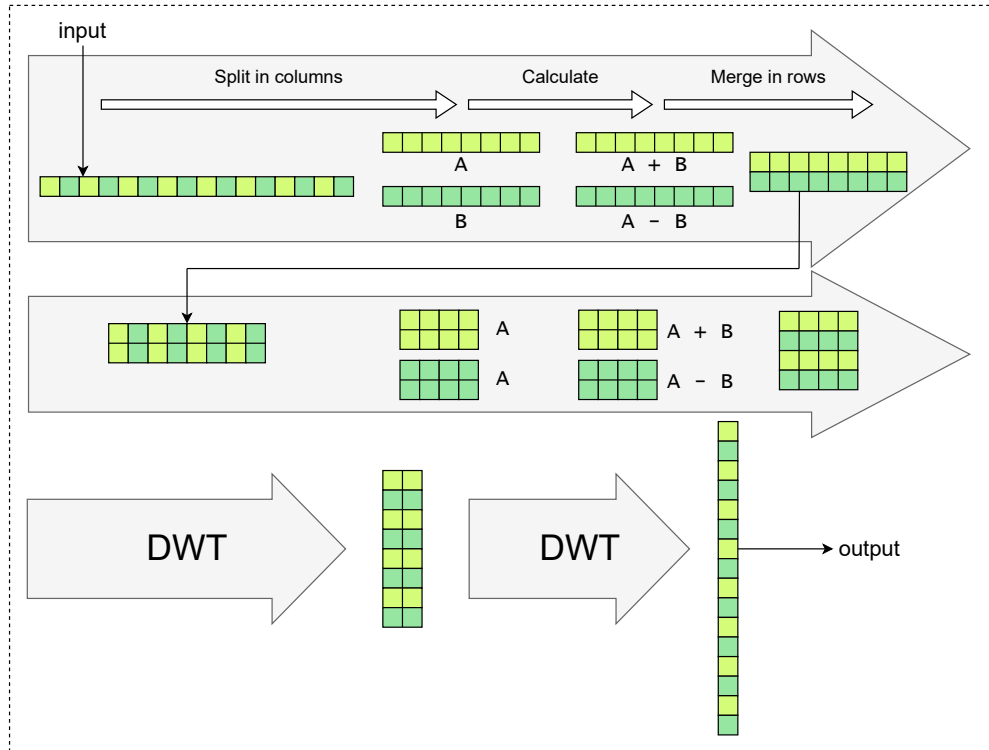 input
Split in columns
Calculate
Merge in rows
A
A + B
B
A - B
A
A + B
A
A - B
DWT
DWT
output